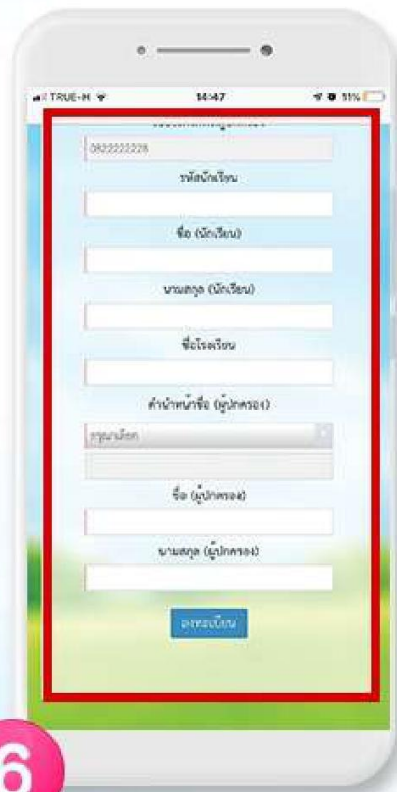 TRUE-H 14:47 11%
0822222228
รหัสนักเรียน
ชื่อ (นักเรียน)
นามสกุล (นักเรียน)
ชื่อโรงเรียน
คำนำหน้าชื่อ (ผู้ปกครอง)
กรุณาเลือก
ชื่อ (ผู้ปกครอง)
นามสกุล (ผู้ปกครอง)
ลงทะเบียน
6